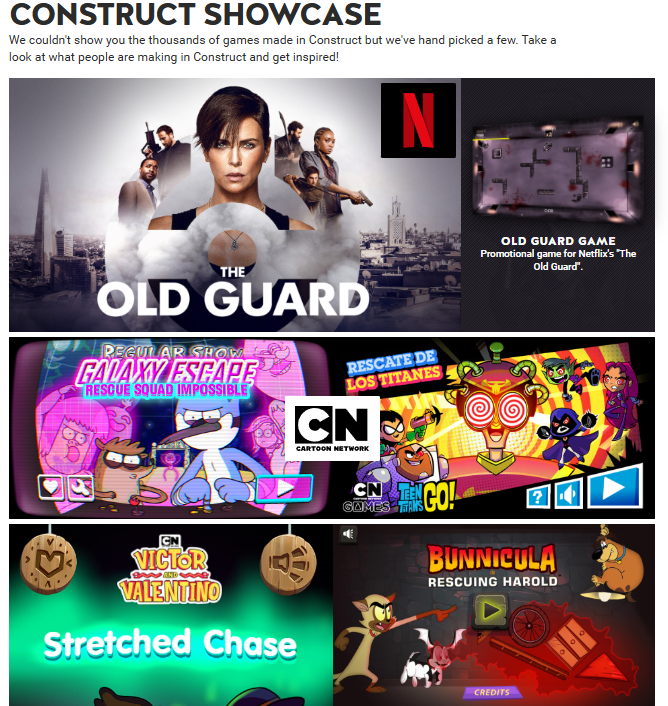 CONSTRUCT SHOWCASE
We couldn't show you the thousands of games made in Construct but we've hand picked a few. Take a
look at what people are making in Construct and get inspired!
N
THE
OLD GUARD
OLD GUARD GAME
Promotional game for Netflix's "The
Old Guard".
REGULAR SHOW
GALAXY ESCAPE
RESCUE SQUAD IMPOSSIBLE
CN
CARTOON NETWORK
RESCATE DE
LOS TITANES
CN
GAMES
TEEN
TITANS
GO!
?
CN
VICTOR
AND
VALENTINO
Stretched Chase
BUNNICULA
IN
RESCUING HAROLD
CREDITS